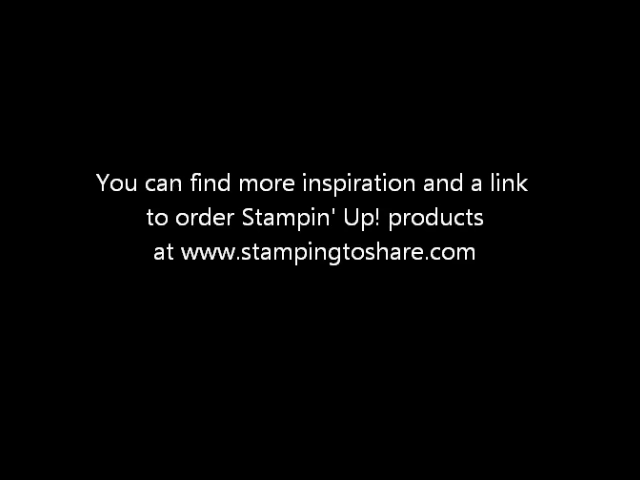 You can find more inspiration and a link
to order Stampin' Up! products
at www.stampingtoshare.com